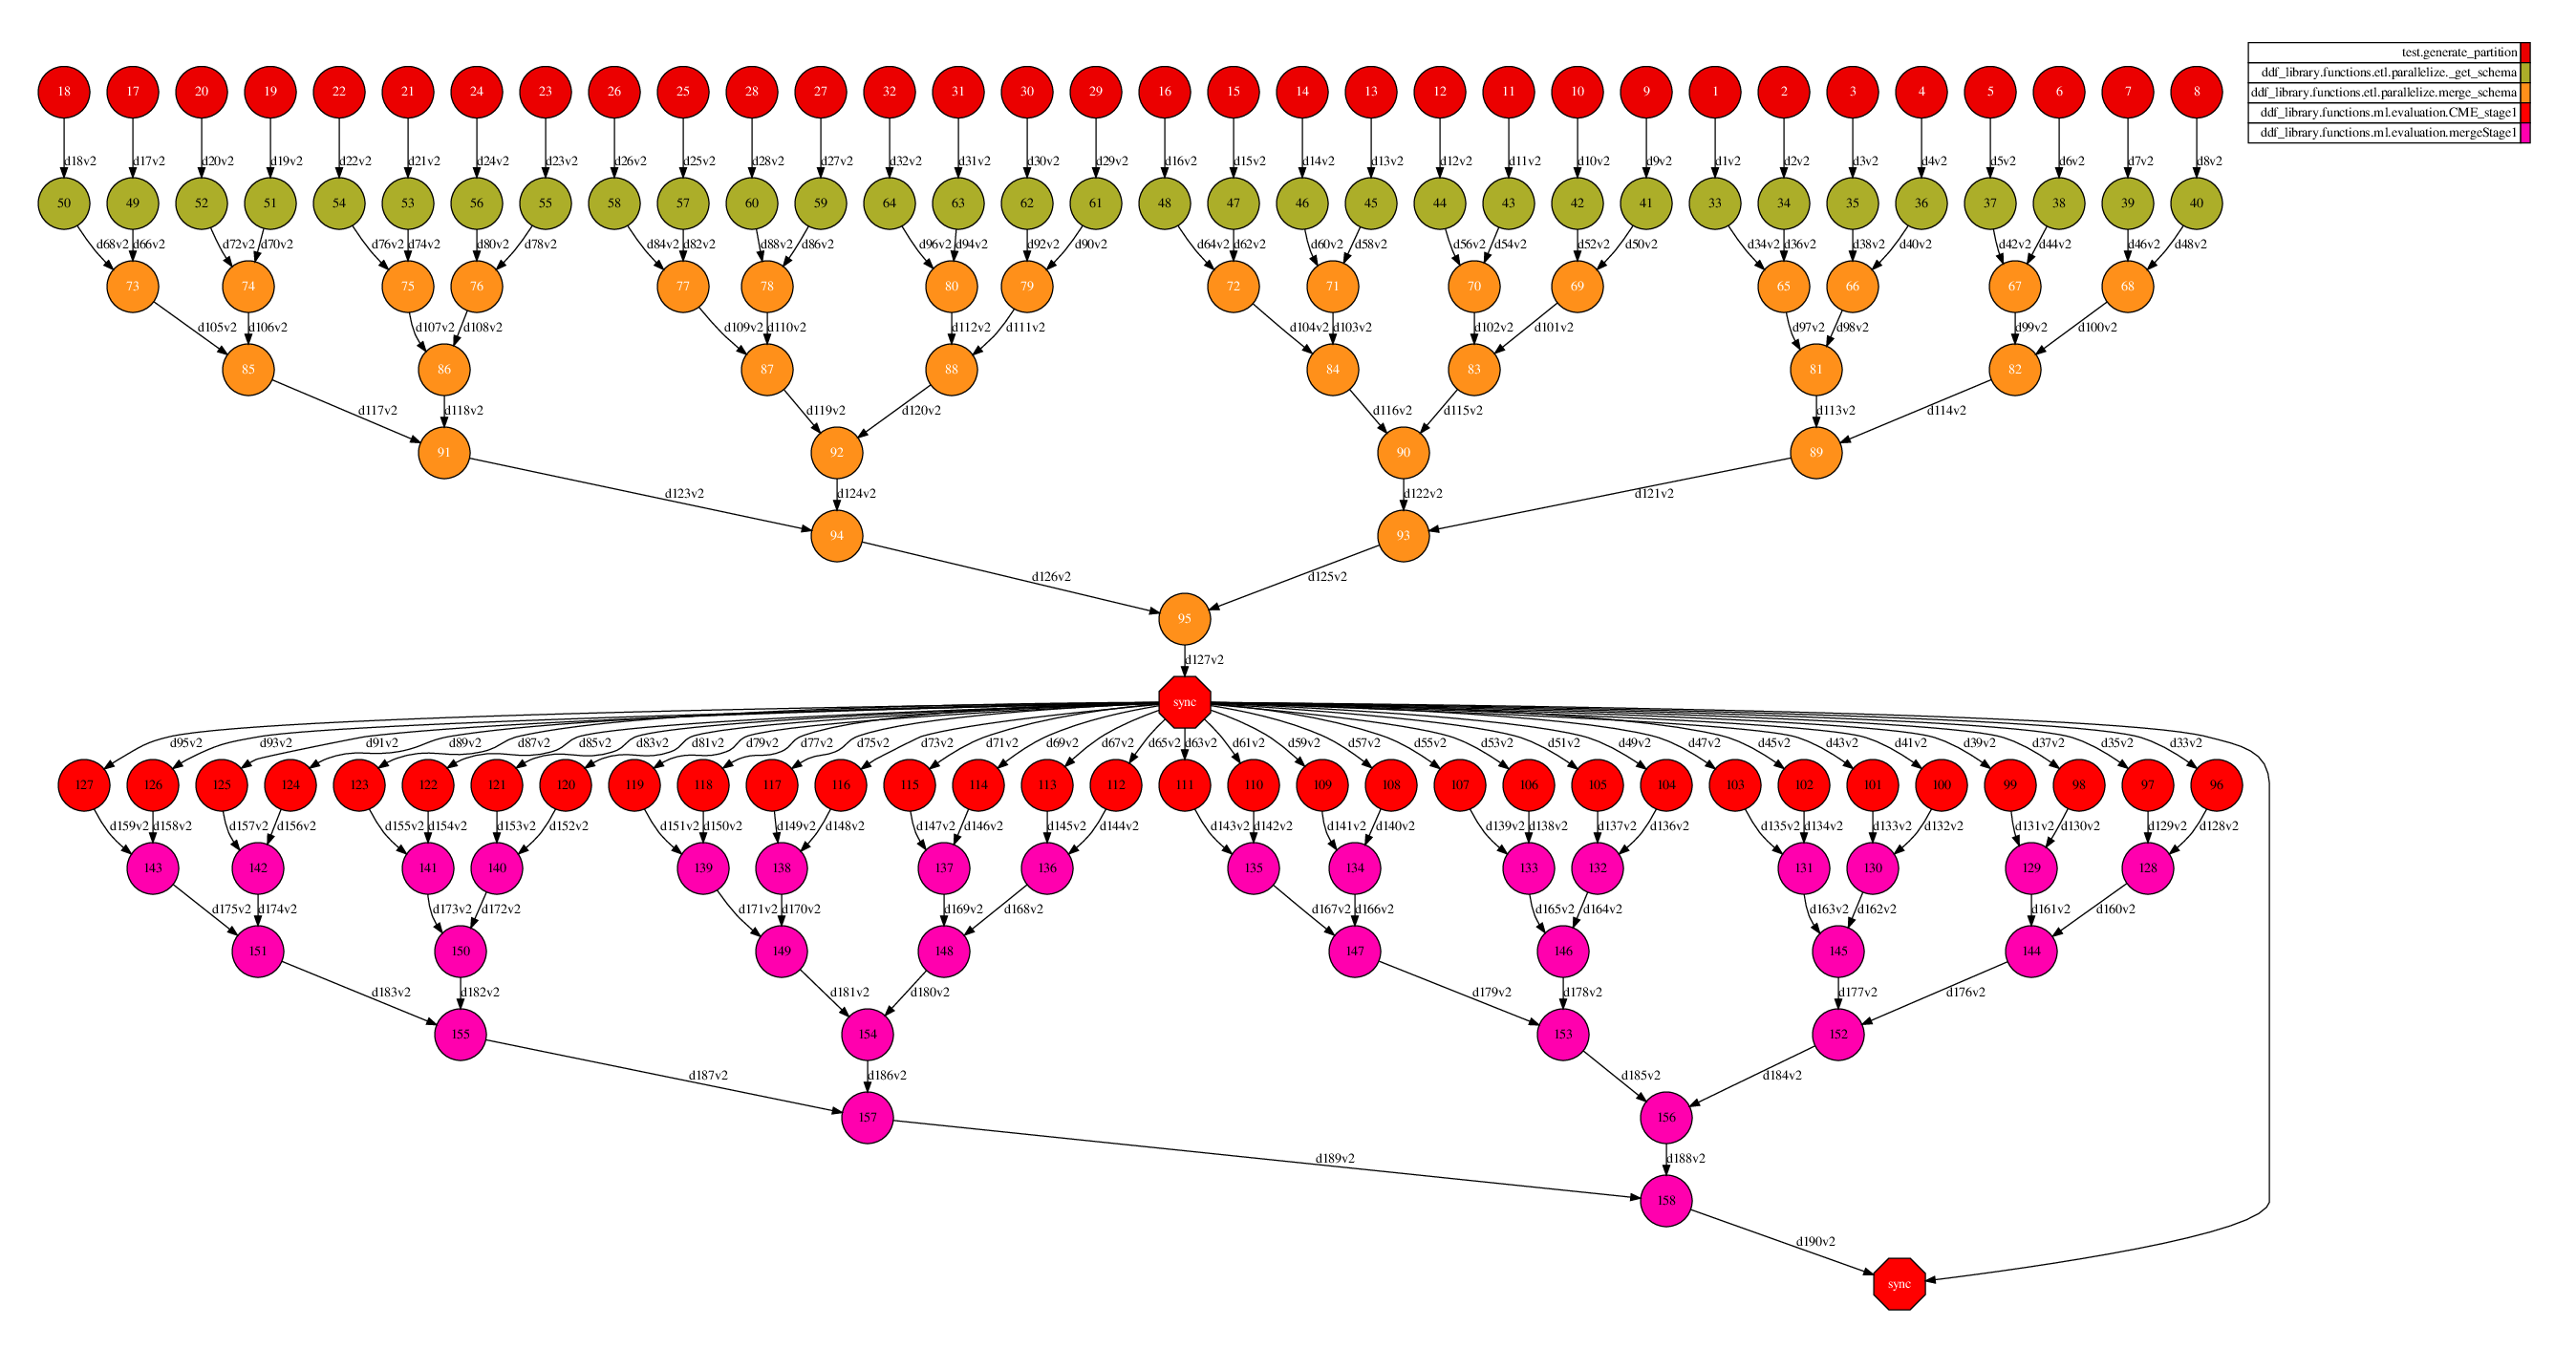 test.generate_partition
ddf_library.functions.etl.parallelize._get_schema
ddf_library.functions.etl.parallelize.merge_schema
ddf_library.functions.ml.evaluation.CME_stage1
ddf_library.functions.ml.evaluation.mergeStage1
18 17 20 19 22 21 24 23 26 25 28 27 32 31 30 29 16 15 14 13 12 11 10 9 1 2 3 4 5 6 7 8
d18v2 d17v2 d20v2 d19v2 d22v2 d21v2 d24v2 d23v2 d26v2 d25v2 d28v2 d27v2 d32v2 d31v2 d30v2 d29v2 d16v2 d15v2 d14v2 d13v2 d12v2 d11v2 d10v2 d9v2 d1v2 d2v2 d3v2 d4v2 d5v2 d6v2 d7v2 d8v2
50 49 52 51 54 53 56 55 58 57 60 59 64 63 62 61 48 47 46 45 44 43 42 41 33 34 35 36 37 38 39 40
d68v2 d66v2 d72v2 d70v2 d76v2 d74v2 d80v2 d78v2 d84v2 d82v2 d88v2 d86v2 d96v2 d94v2 d92v2 d90v2 d64v2 d62v2 d60v2 d58v2 d56v2 d54v2 d52v2 d50v2 d34v2 d36v2 d38v2 d40v2 d42v2 d44v2 d46v2 d48v2
73 74 75 76 77 78 80 79 72 71 70 69 65 66 67 68
d105v2 d106v2 d107v2 d108v2 d109v2 d110v2 d112v2 d111v2 d104v2 d103v2 d102v2 d101v2 d97v2 d98v2 d99v2 d100v2
85 86 87 88 84 83 81 82
d117v2 d118v2 d119v2 d120v2 d116v2 d115v2 d113v2 d114v2
91 92 90 89
d123v2 d124v2 d122v2 d121v2
94 93
d126v2 d125v2
95
d127v2
sync
d95v2 d93v2 d91v2 d89v2 d87v2 d85v2 d83v2 d81v2 d79v2 d77v2 d75v2 d73v2 d71v2 d69v2 d67v2 d65v2 d63v2 d61v2 d59v2 d57v2 d55v2 d53v2 d51v2 d49v2 d47v2 d45v2 d43v2 d41v2 d39v2 d37v2 d35v2 d33v2
127 126 125 124 123 122 121 120 119 118 117 116 115 114 113 112 111 110 109 108 107 106 105 104 103 102 101 100 99 98 97 96
d159v2 d158v2 d157v2 d156v2 d155v2 d154v2 d153v2 d152v2 d151v2 d150v2 d149v2 d148v2 d147v2 d146v2 d145v2 d144v2 d143v2 d142v2 d141v2 d140v2 d139v2 d138v2 d137v2 d136v2 d135v2 d134v2 d133v2 d132v2 d131v2 d130v2 d129v2 d128v2
143 142 141 140 139 138 137 136 135 134 133 132 131 130 129 128
d175v2 d174v2 d173v2 d172v2 d171v2 d170v2 d169v2 d168v2 d167v2 d166v2 d165v2 d164v2 d163v2 d162v2 d161v2 d160v2
151 150 149 148 147 146 145 144
d183v2 d182v2 d181v2 d180v2 d179v2 d178v2 d177v2 d176v2
155 154 153 152
d187v2 d186v2 d185v2 d184v2
157 156
d189v2 d188v2
158
d190v2
sync